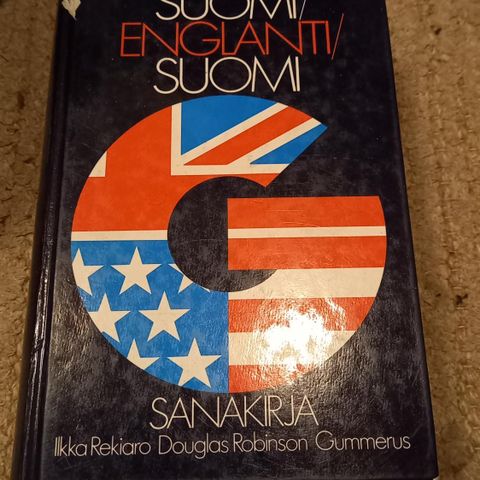 SUOMI/
ENGLANTI/
SUOMI
G
SANAKIRJA
Ilkka Rekiaro Douglas Robinson Gummerus